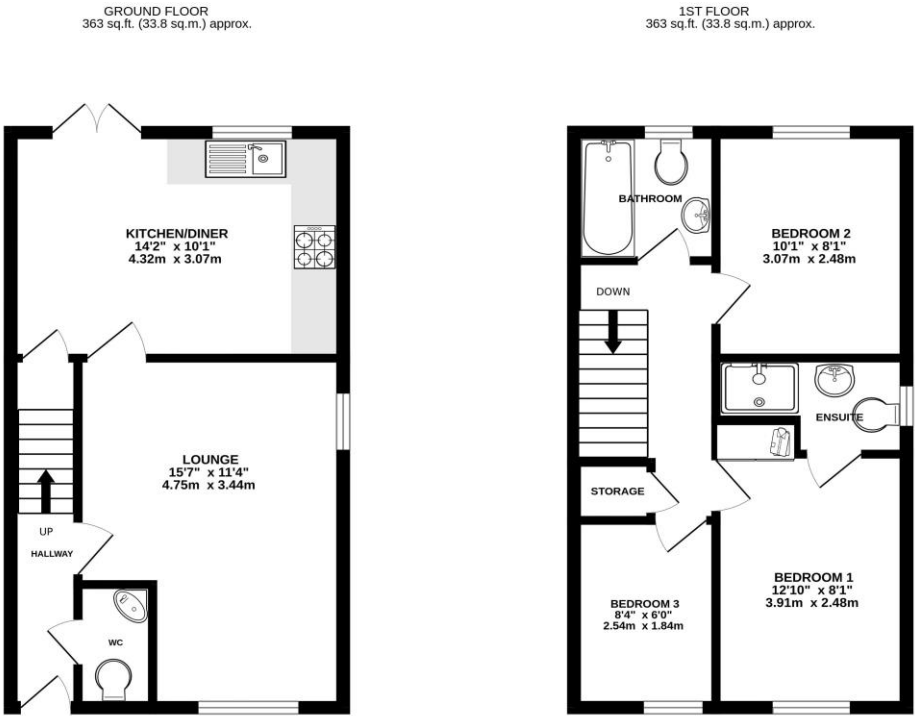 GROUND FLOOR
363 sq.ft. (33.8 sq.m.) approx.
KITCHEN/DINER
14'2" x 10'1"
4.32m x 3.07m
LOUNGE
15'7" x 11'4"
4.75m x 3.44m
UP
HALLWAY
WC
1ST FLOOR
363 sq.ft. (33.8 sq.m.) approx.
BATHROOM
BEDROOM 2
10'1" x 8'1"
3.07m x 2.48m
DOWN
ENSUITE
STORAGE
BEDROOM 1
12'10" x 8'1"
3.91m x 2.48m
BEDROOM 3
8'4" x 6'0"
2.54m x 1.84m